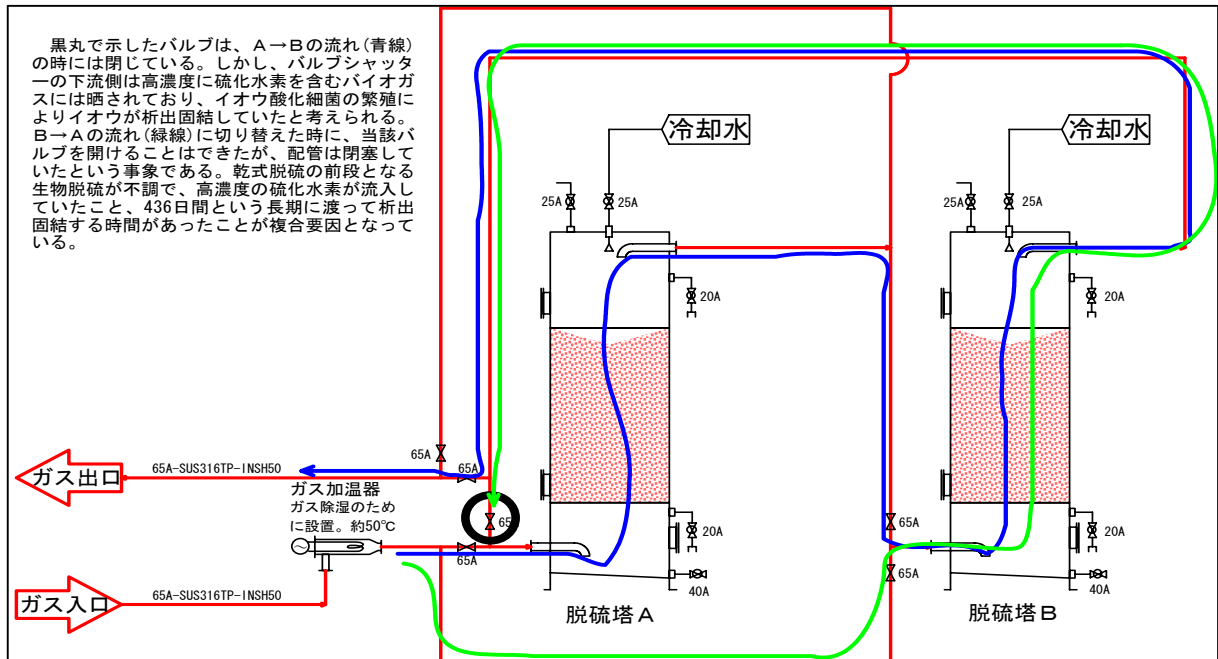 黒丸で示したバルブは、A→Bの流れ(青線)
の時には閉じている。しかし、バルブシャッタ
ーの下流側は高濃度に硫化水素を含むバイオガ
スには晒されており、イオウ酸化細菌の繁殖に
よりイオウが析出固結していたと考えられる。
B→Aの流れ(緑線)に切り替えた時に、当該バ
ルブを開けることはできたが、配管は閉塞して
いたという事象である。乾式脱硫の前段となる
生物脱硫が不調で、高濃度の硫化水素が流入し
ていたこと、436日間という長期に渡って析出
固結する時間があったことが複合要因となって
いる。
冷却水
冷却水
25A
25A
25A
25A
20A
20A
65A
65A
ガス出口
65A-SUS316TP-INSH50
ガス加温器
ガス除湿のため
に設置。約50℃
65
65A
65A
20A
20A
65A
40A
40A
ガス入口
65A-SUS316TP-INSH50
脱硫塔A
脱硫塔B